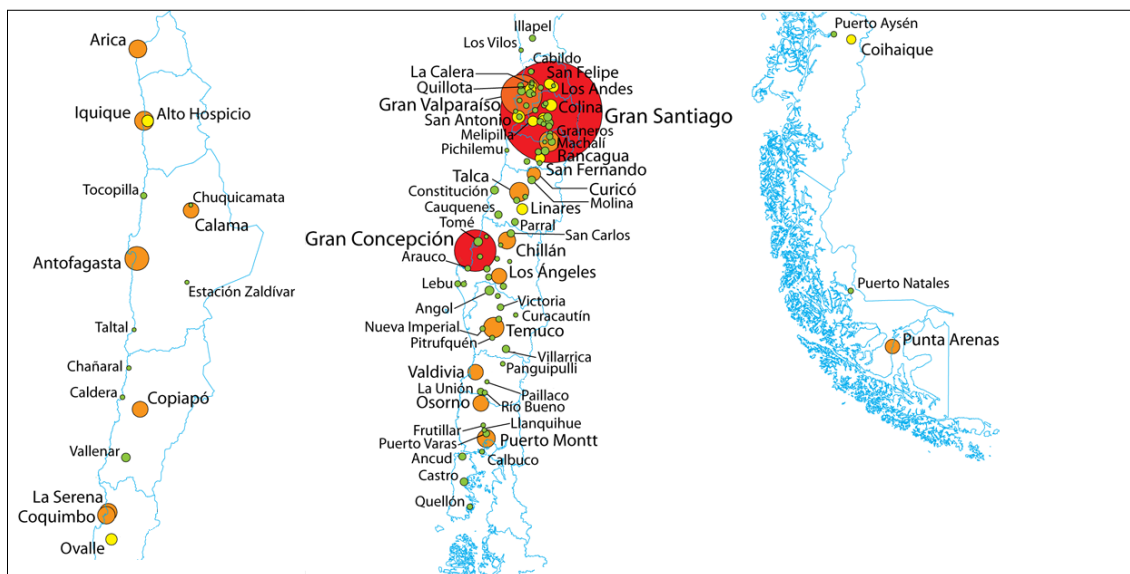 Arica
Iquique
Alto Hospicio
Tocopilla
Chuquicamata
Calama
Antofagasta
Estación Zaldívar
Taltal
Chañaral
Caldera
Copiapó
Vallenar
La Serena
Coquimbo
Ovalle
Illapel
Los Vilos
Cabildo
La Calera
San Felipe
Quillota
Los Andes
Gran Valparaíso
Colina
San Antonio
Gran Santiago
Melipilla
Graneros
Machalí
Pichilemu
Rancagua
San Fernando
Talca
Constitución
Curicó
Molina
Cauquenes
Linares
Tomé
Parral
San Carlos
Gran Concepción
Chillán
Arauco
Los Ángeles
Lebu
Angol
Victoria
Curacautín
Nueva Imperial
Temuco
Pitrufquén
Villarrica
Panguipulli
Valdivia
Paillaco
La Unión
Río Bueno
Osorno
Frutillar
Llanquihue
Puerto Varas
Puerto Montt
Ancud
Calbuco
Castro
Quellón
Puerto Aysén
Coihaique
Puerto Natales
Punta Arenas